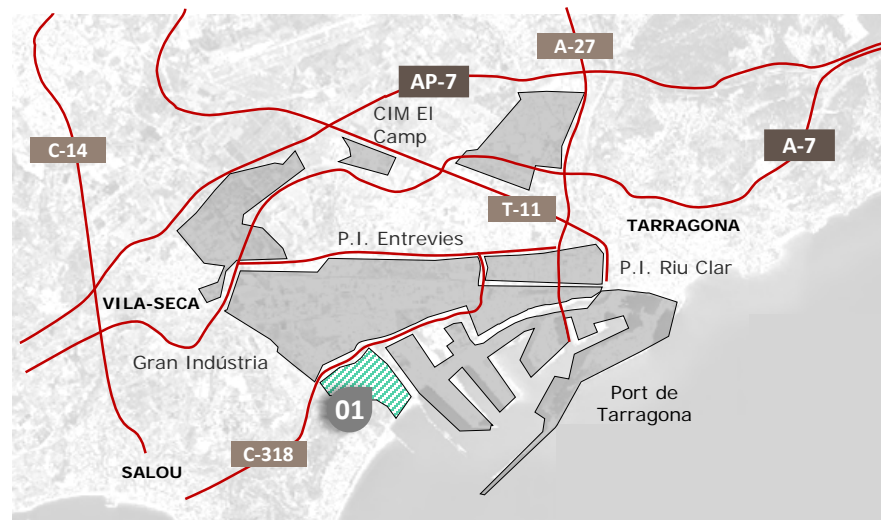 A-27
AP-7
CIM El
Camp
C-14
A-7
T-11
TARRAGONA
P.I. Entrevies
P.I. Riu Clar
VILA-SECA
Gran Indústria
Port de
Tarragona
01
C-318
SALOU